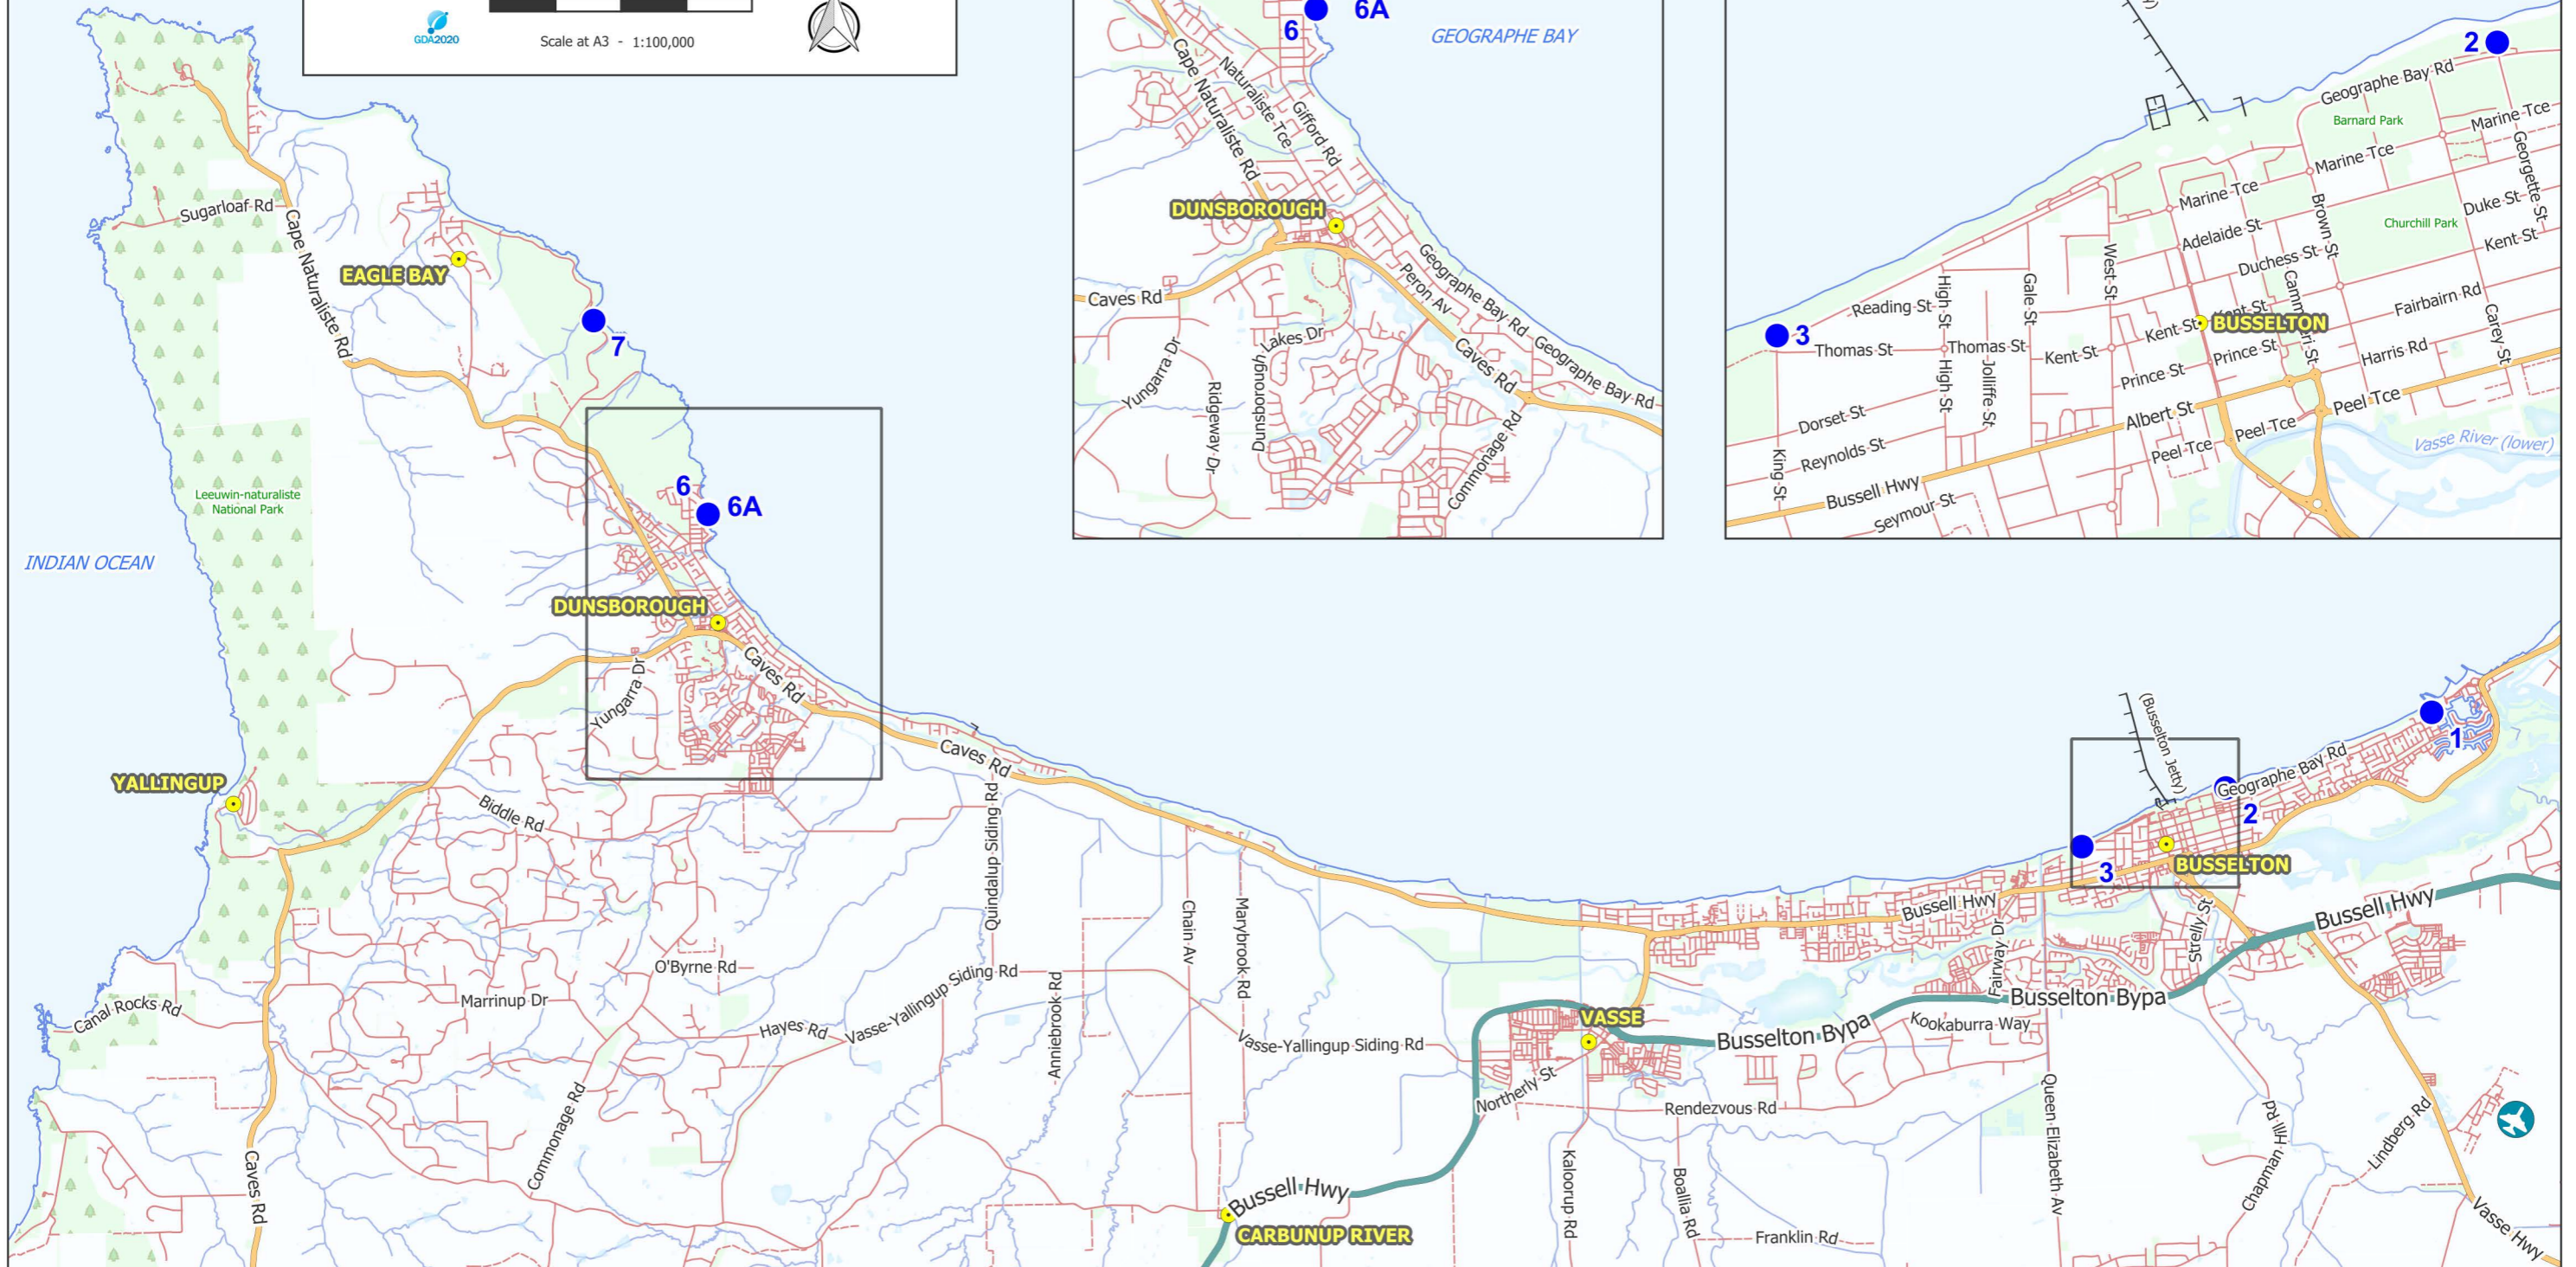 GDA2020
Scale at A3 - 1:100,000
Sugarloaf Rd
Cape Naturaliste Rd
EAGLE BAY
7
Leeuwin-naturaliste
National Park
INDIAN OCEAN
6
6A
DUNSBOROUGH
Caves Rd
Yungarra Dr
YALLINGUP
Biddle Rd
Caves Rd
Quindalup Siding Rd
Chain Av
Marybrook Rd
O'Byrne Rd
Marrinup Dr
Canal Rocks Rd
Hayes Rd
Vasse-Yallingup Siding Rd
Anniebrook Rd
Vasse-Yallingup Siding Rd
Commonage Rd
Caves Rd
Bussell Hwy
CARBUNUP RIVER
6
6A
GEOGRAPHE BAY
Cape Naturaliste Rd
Naturaliste Tce
Gifford Rd
DUNSBOROUGH
Caves Rd
Geographe Bay Rd
Peron Av
Geographe Bay Rd
Lakes Dr
Dunsborough
Caves Rd
Yungarra Dr
Ridgeway Dr
Commonage Rd
2
Geographe Bay Rd
Barnard Park
Marine Tce
Marine Tce
Georgette St
Marine Tce
Adelaide St
Brown St
Churchill Park
Duke St
Kent St
West St
Duchess St
Cammilleri St
High St
Gale St
Reading St
Kent St
Kent St
BUSSELTON
Fairbairn Rd
Carey St
3
Thomas St
Thomas St
Kent St
Prince St
Harris Rd
High St
Jolliffe St
Prince St
Dorset St
Albert St
Peel Tce
Peel Tce
Peel Tce
Vasse River (lower)
Reynolds St
King St
Bussell Hwy
Seymour St
(Busselton Jetty)
1
Geographe Bay Rd
2
3
BUSSELTON
Bussell Hwy
Fairway Dr
Strelly St
Bussell Hwy
Busselton Bypa
VASSE
Busselton Bypa
Kookaburra Way
Northerly St
Rendezvous Rd
Queen Elizabeth Av
Chapman Hill Rd
Lindberg Rd
Kaloorup Rd
Boallia Rd
Franklin Rd
Vasse Hwy